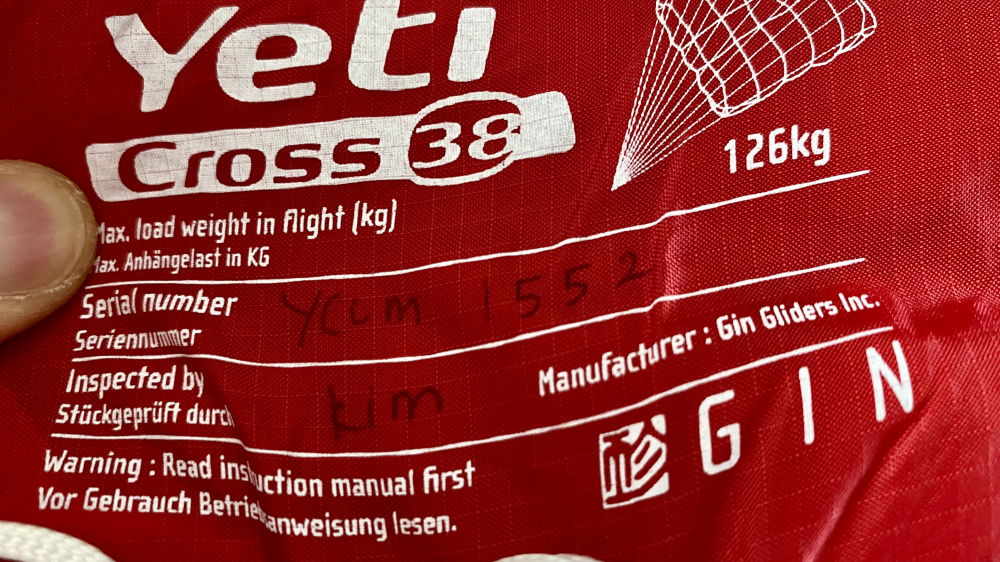 Yeti
Cross 38
126kg
Max. load weight in flight (kg)
Max. Anhängelast in KG
Serial number YCLM 1552
Seriennummer
Manufacturer : Gin Gliders Inc.
Inspected by kim
Stückgeprüft durch
GIN
Warning : Read instruction manual first
Vor Gebrauch Betriebsanweisung lesen.